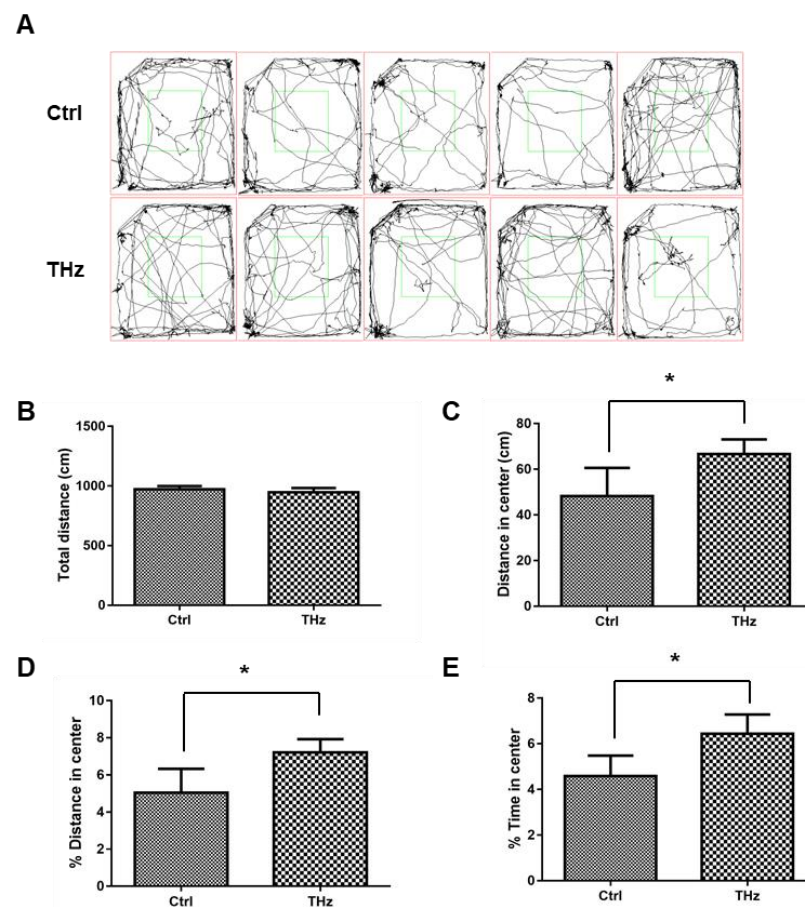 A
Ctrl
THz
B
Total distance (cm)
1500
1000
500
0
Ctrl
THz
C
*
Distance in center (cm)
80
60
40
20
0
Ctrl
THz
D
*
% Distance in center
10
8
6
4
2
0
Ctrl
THz
E
*
% Time in center
8
6
4
2
0
Ctrl
THz